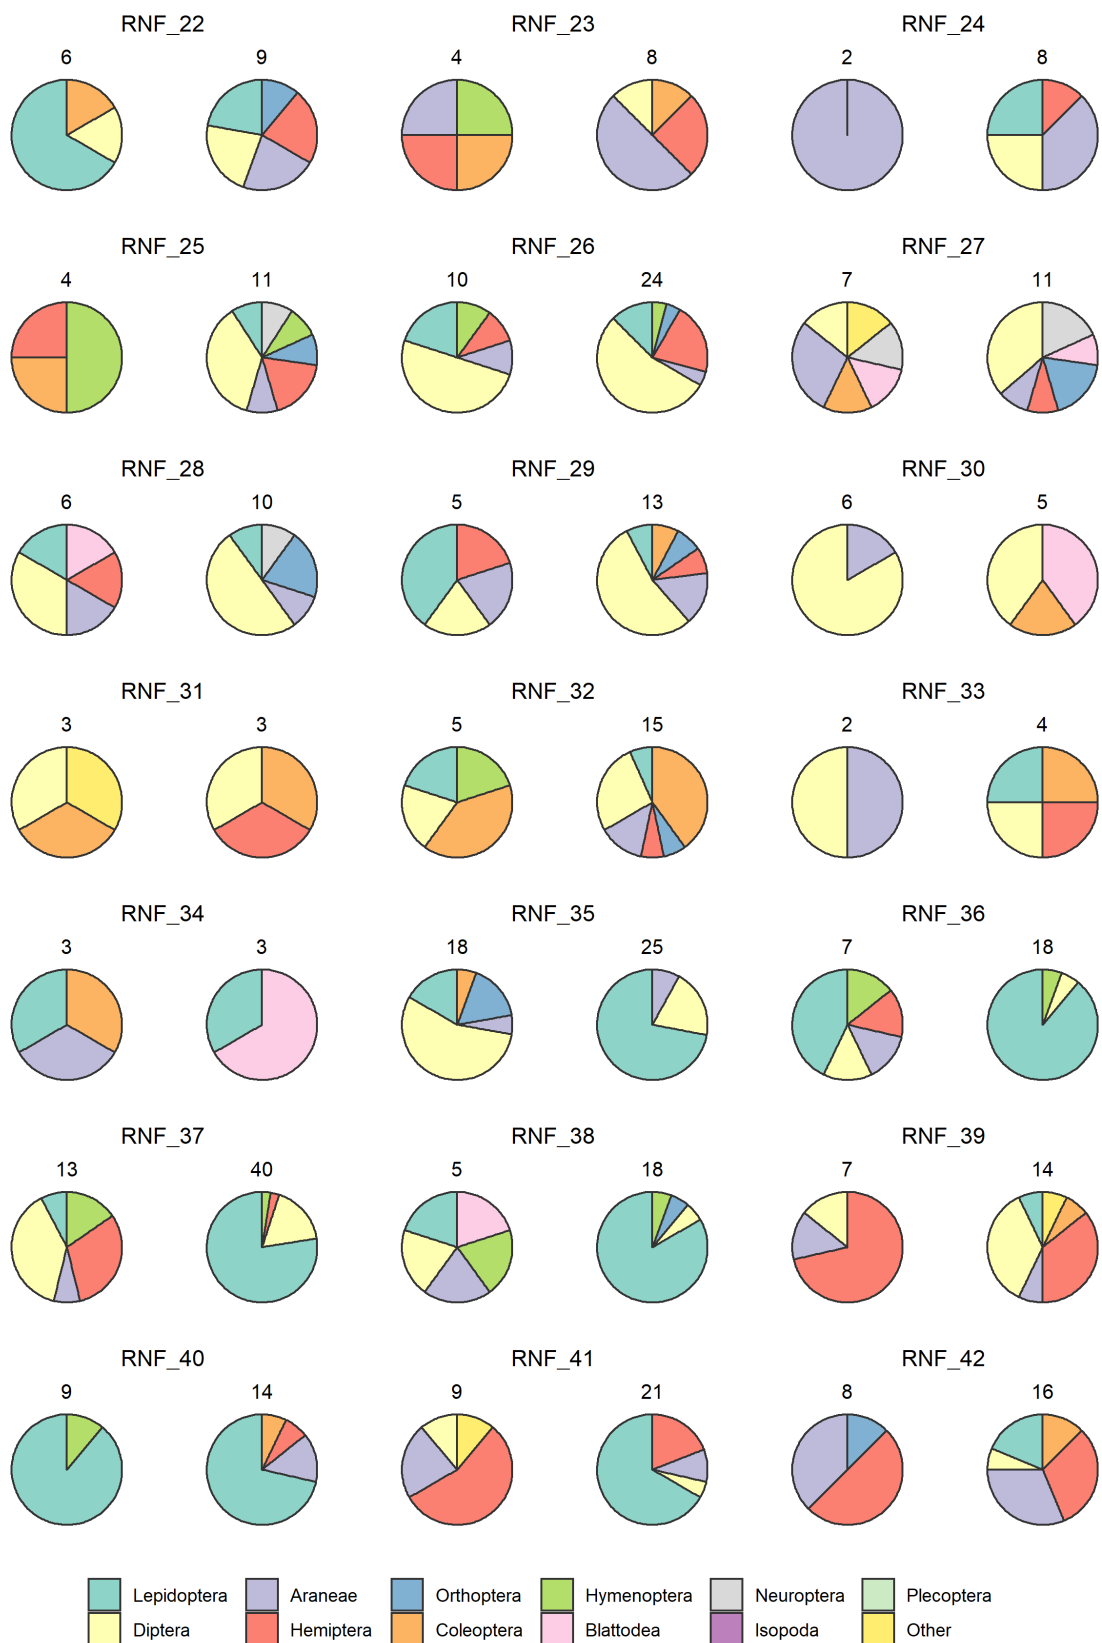 RNF_22 RNF_23 RNF_24
6 9 4 8 2 8
RNF_25 RNF_26 RNF_27
4 11 10 24 7 11
RNF_28 RNF_29 RNF_30
6 10 5 13 6 5
RNF_31 RNF_32 RNF_33
3 3 5 15 2 4
RNF_34 RNF_35 RNF_36
3 3 18 25 7 18
RNF_37 RNF_38 RNF_39
13 40 5 18 7 14
RNF_40 RNF_41 RNF_42
9 14 9 21 8 16
Lepidoptera Araneae Orthoptera Hymenoptera Neuroptera Plecoptera
Diptera Hemiptera Coleoptera Blattodea Isopoda Other